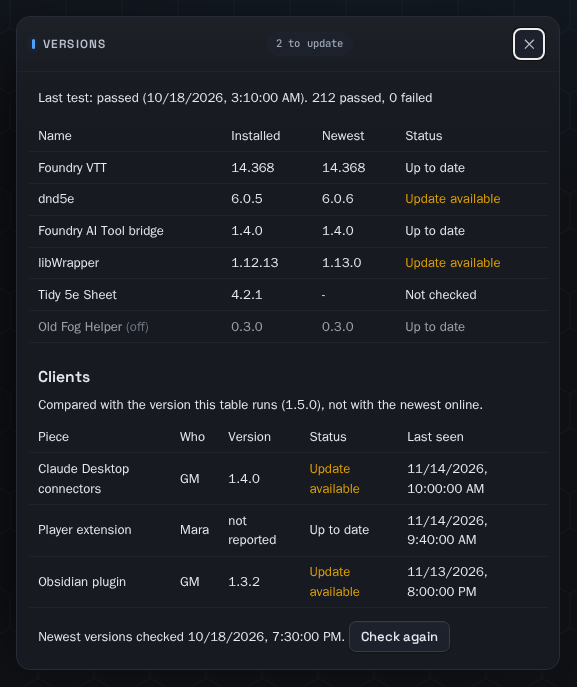 VERSIONS
2 to update
Last test: passed (10/18/2026, 3:10:00 AM). 212 passed, 0 failed
Name Installed Newest Status
Foundry VTT 14.368 14.368 Up to date
dnd5e 6.0.5 6.0.6 Update available
Foundry AI Tool bridge 1.4.0 1.4.0 Up to date
libWrapper 1.12.13 1.13.0 Update available
Tidy 5e Sheet 4.2.1 - Not checked
Old Fog Helper (off) 0.3.0 0.3.0 Up to date
Clients
Compared with the version this table runs (1.5.0), not with the newest online.
Piece Who Version Status Last seen
Claude Desktop connectors GM 1.4.0 Update available 11/14/2026, 10:00:00 AM
Player extension Mara not reported Up to date 11/14/2026, 9:40:00 AM
Obsidian plugin GM 1.3.2 Update available 11/13/2026, 8:00:00 PM
Newest versions checked 10/18/2026, 7:30:00 PM. Check again